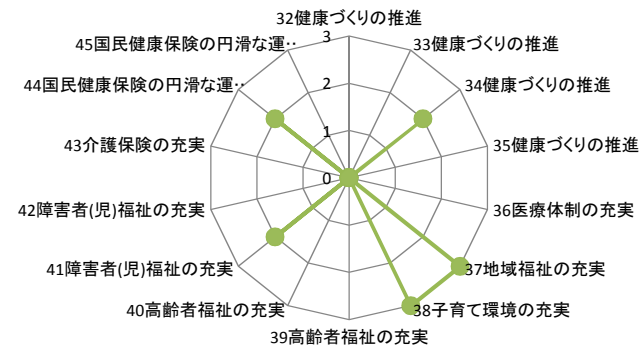 32健康づくりの推進
33健康づくりの推進
34健康づくりの推進
35健康づくりの推進
36医療体制の充実
37地域福祉の充実
38子育て環境の充実
39高齢者福祉の充実
40高齢者福祉の充実
41障害者(児)福祉の充実
42障害者(児)福祉の充実
43介護保険の充実
44国民健康保険の円滑な運‥
45国民健康保険の円滑な運‥
3
2
1
0